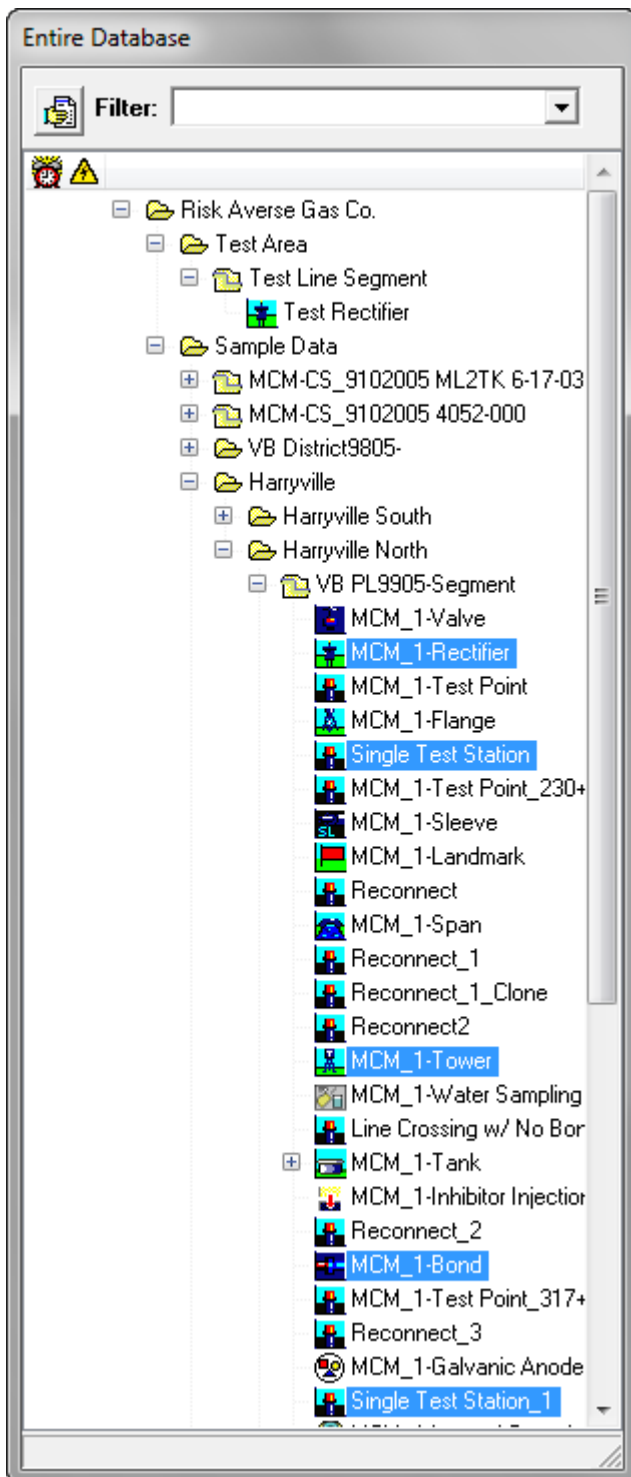 Entire Database
Filter:
Risk Averse Gas Co.
Test Area
Test Line Segment
Test Rectifier
Sample Data
MCM-CS_9102005 ML2TK 6-17-03
MCM-CS_9102005 4052-000
VB District9805-
Harryville
Harryville South
Harryville North
VB PL9905-Segment
MCM_1-Valve
MCM_1-Rectifier
MCM_1-Test Point
MCM_1-Flange
Single Test Station
MCM_1-Test Point_230+
SL MCM_1-Sleeve
MCM_1-Landmark
Reconnect
MCM_1-Span
Reconnect_1
Reconnect_1_Clone
Reconnect2
MCM_1-Tower
MCM_1-Water Sampling
Line Crossing w/ No Bor
MCM_1-Tank
MCM_1-Inhibitor Injection
Reconnect_2
MCM_1-Bond
MCM_1-Test Point_317+
Reconnect_3
MCM_1-Galvanic Anode
Single Test Station_1